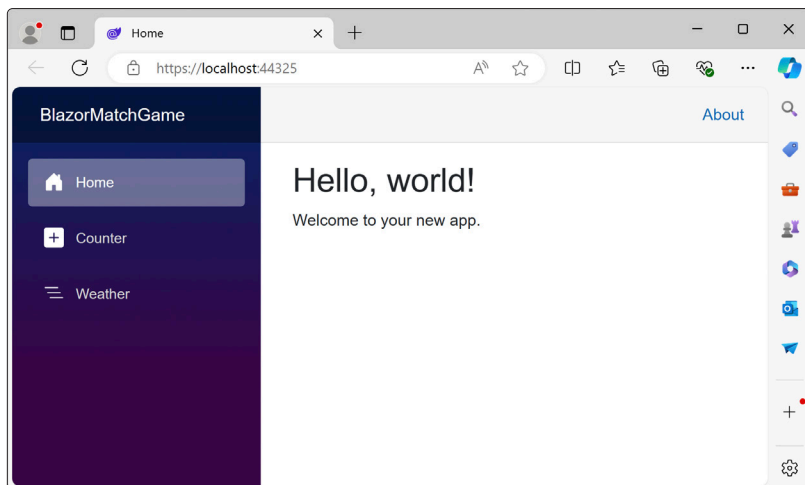 Home
https://localhost:44325
BlazorMatchGame
About
Home
Counter
Weather
Hello, world!
Welcome to your new app.